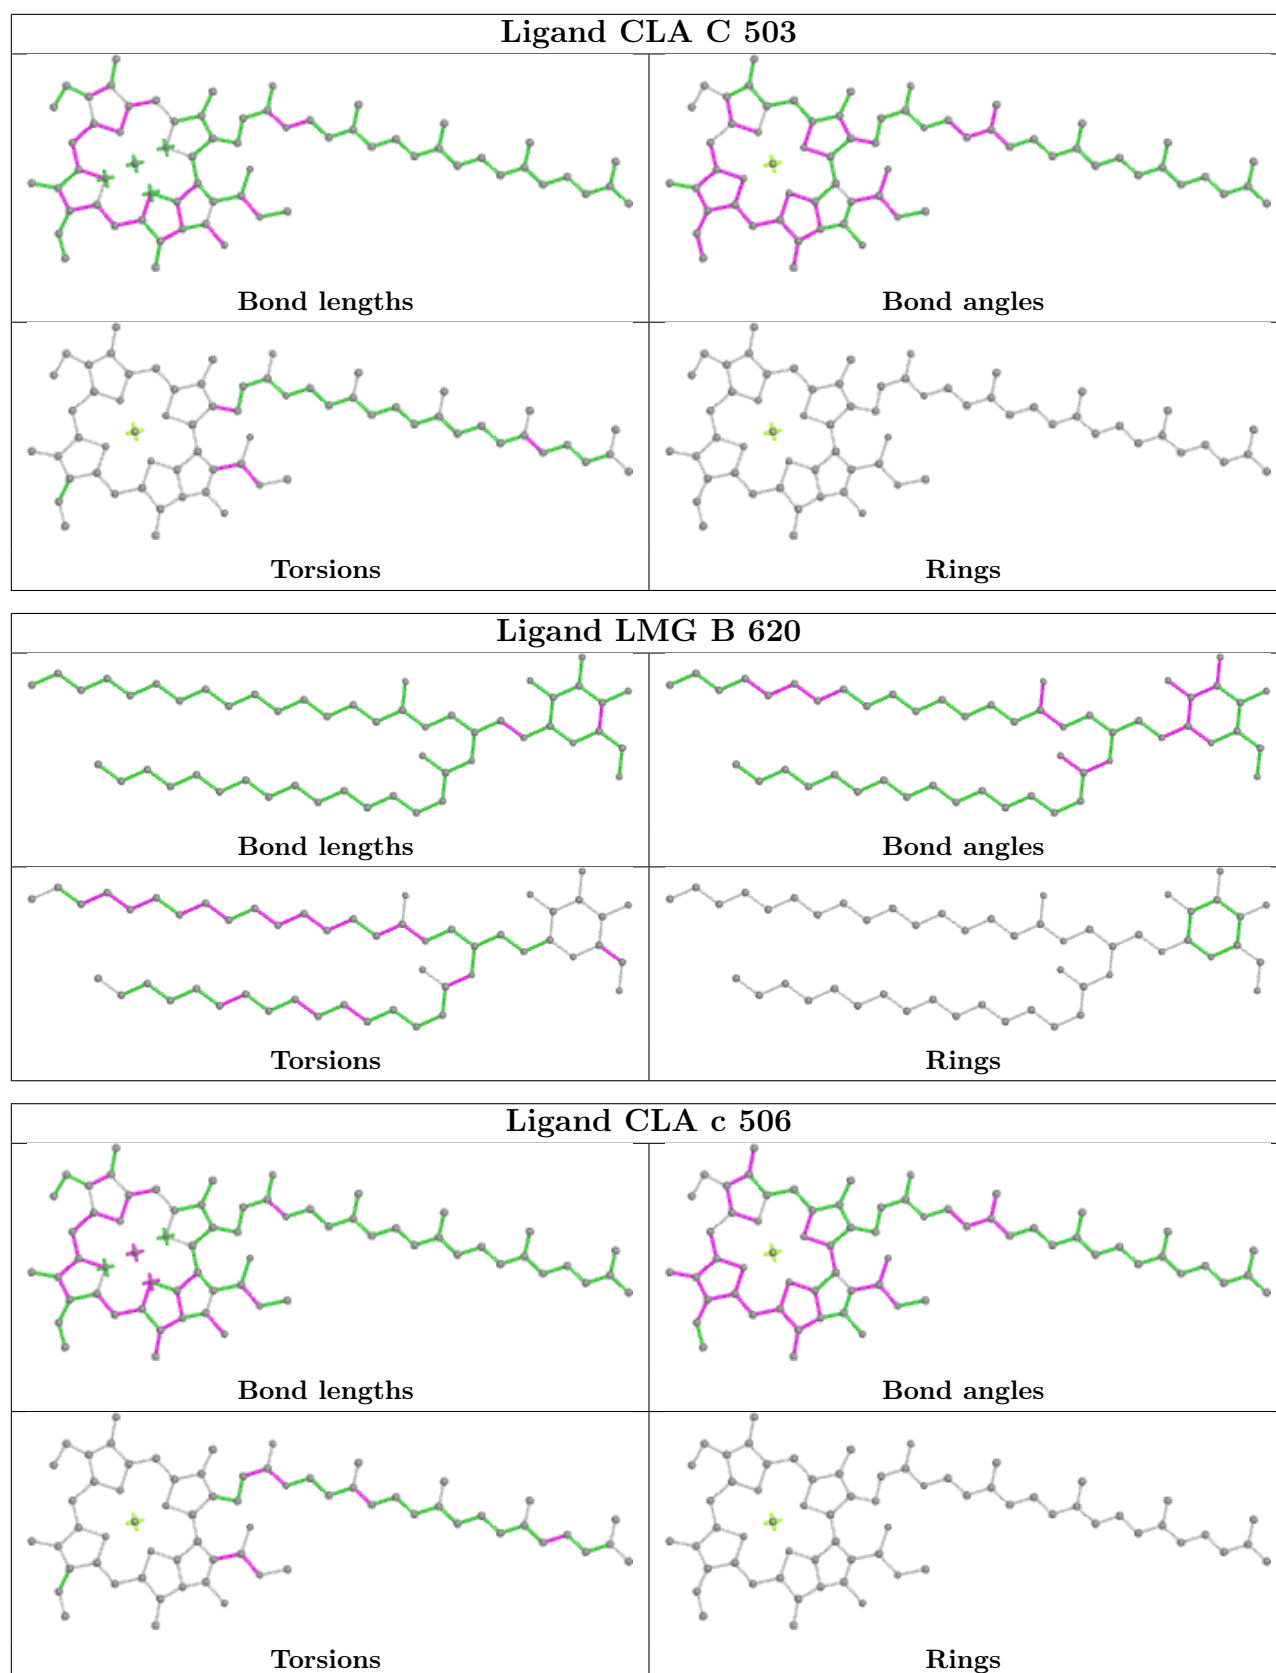 Ligand CLA C 503
Bond lengths
Bond angles
Torsions
Rings
Ligand LMG B 620
Bond lengths
Bond angles
Torsions
Rings
Ligand CLA c 506
Bond lengths
Bond angles
Torsions
Rings